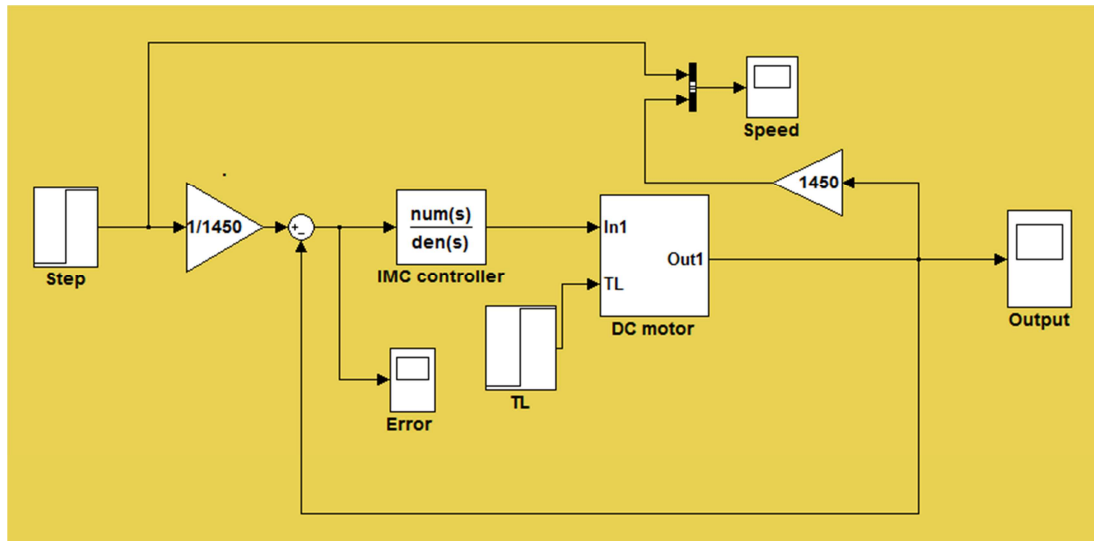 Speed
1450
Step
1/1450
+
-
num(s)
den(s)
IMC controller
In1
TL
Out1
DC motor
Output
TL
Error